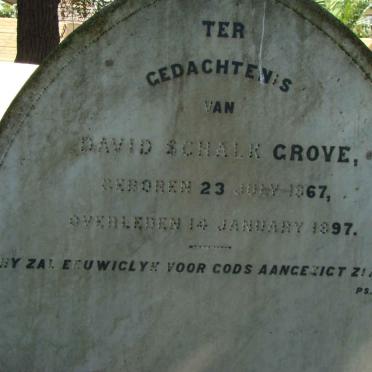 TER
GEDACHTENIS
VAN
DAVID SCHALK GROVE,
GEBOREN 23 JULY 1867,
OVERLEDEN 14 JANUARY 1897.
HY ZAL EEUWICLYK VOOR GODS AANGEZIGT
PS.